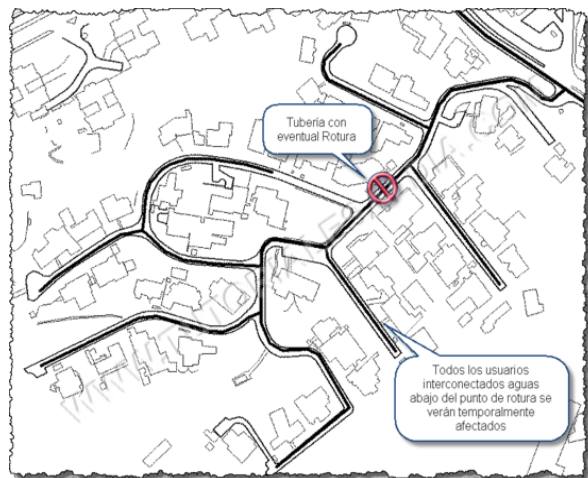 Tubería con
eventual Rotura
Todos los usuarios
interconectados aguas
abajo del punto de rotura se
verán temporalmente
afectados